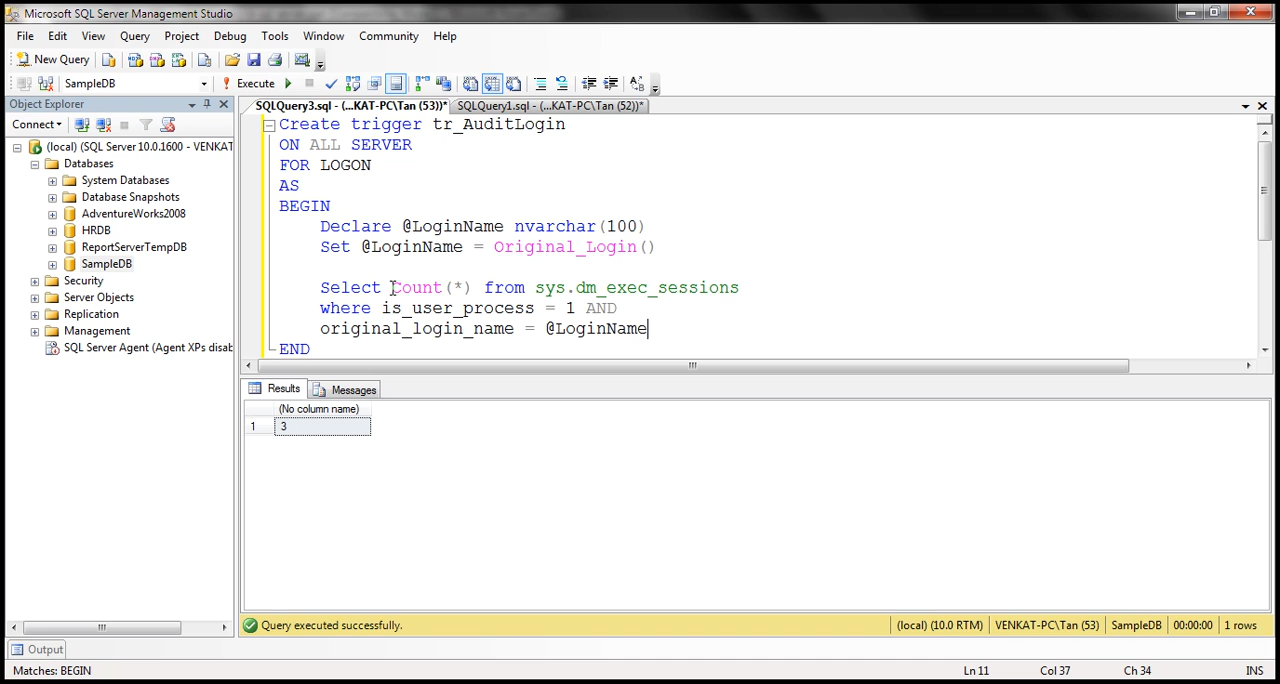 Microsoft SQL Server Management Studio
File Edit View Query Project Debug Tools Window Community Help
New Query
SampleDB Execute
Object Explorer
SQLQuery3.sql - (...KAT-PC\Tan (53))* SQLQuery1.sql - (...KAT-PC\Tan (52))*
Connect
(local) (SQL Server 10.0.1600 - VENKAT
Databases
System Databases
Database Snapshots
AdventureWorks2008
HRDB
ReportServerTempDB
SampleDB
Security
Server Objects
Replication
Management
SQL Server Agent (Agent XPs disab
Create trigger tr_AuditLogin
ON ALL SERVER
FOR LOGON
AS
BEGIN
Declare @LoginName nvarchar(100)
Set @LoginName = Original_Login()
Select Count(*) from sys.dm_exec_sessions
where is_user_process = 1 AND
original_login_name = @LoginName
END
Results Messages
(No column name)
1 3
Query executed successfully. (local) (10.0 RTM) VENKAT-PC\Tan (53) SampleDB 00:00:00 1 rows
Output
Matches: BEGIN Ln 11 Col 37 Ch 34 INS